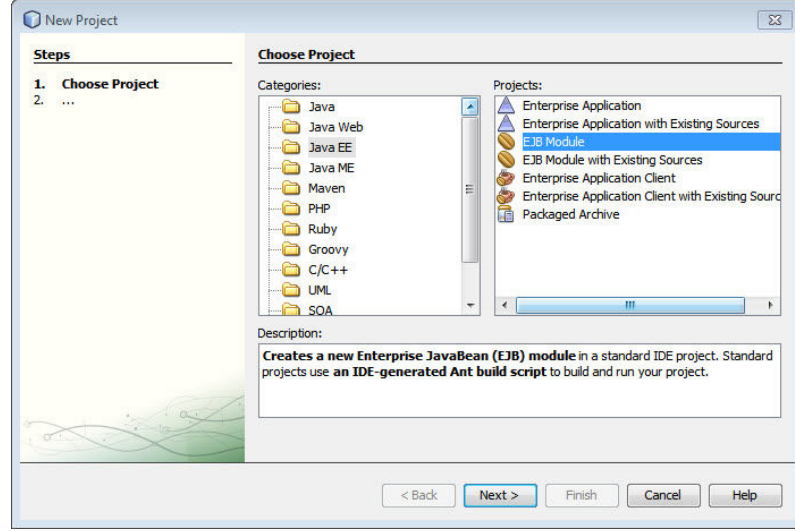 New Project
Steps
1. Choose Project
2. ...
Choose Project
Categories:
Java
Java Web
Java EE
Java ME
Maven
PHP
Ruby
Groovy
C/C++
UML
SOA
Projects:
Enterprise Application
Enterprise Application with Existing Sources
EJB Module
EJB Module with Existing Sources
Enterprise Application Client
Enterprise Application Client with Existing Sourc
Packaged Archive
Description:
Creates a new Enterprise JavaBean (EJB) module in a standard IDE project. Standard
projects use an IDE-generated Ant build script to build and run your project.
< Back
Next >
Finish
Cancel
Help